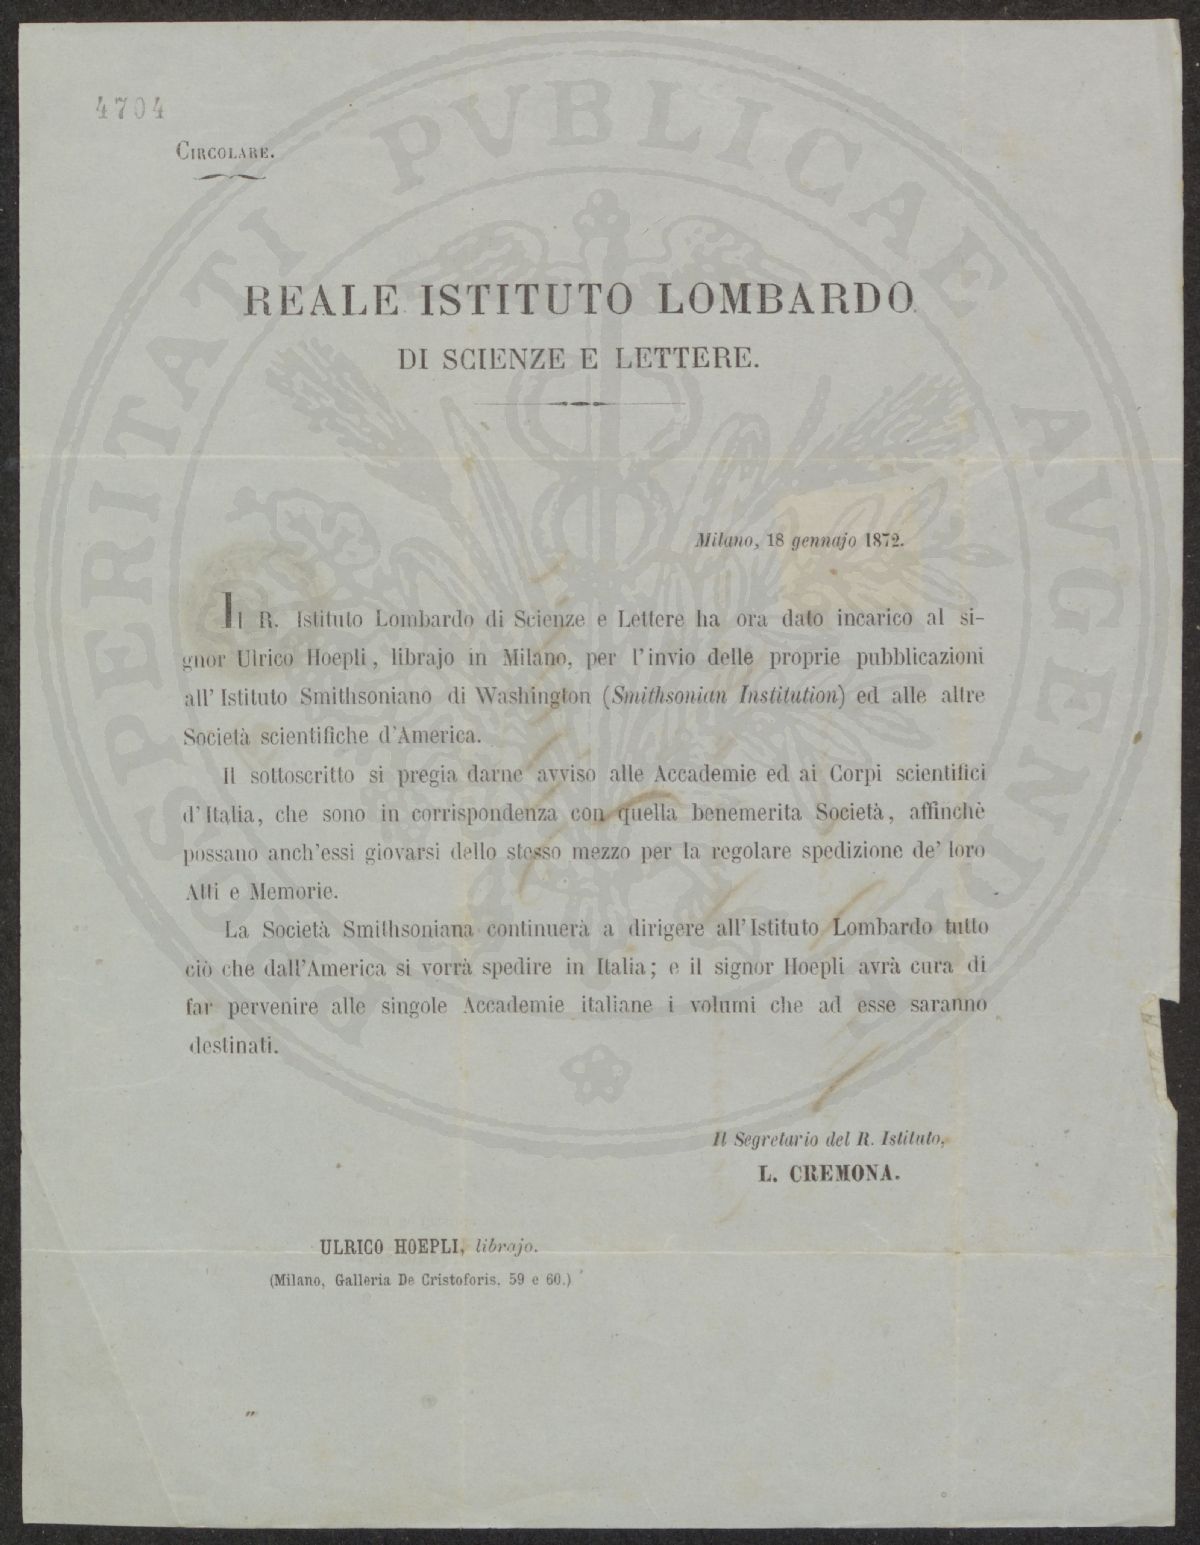 4704
CIRCOLARE.
REALE ISTITUTO LOMBARDO
DI SCIENZE E LETTERE.
Milano, 18 gennajo 1872.
Il R. Istituto Lombardo di Scienze e Lettere ha ora dato incarico al si-
gnor Ulrico Hoepli, librajo in Milano, per l'invio delle proprie pubblicazioni
all'Istituto Smithsoniano di Washington (Smithsonian Institution) ed alle altre
Società scientifiche d'America.
Il sottoscritto si pregia darne avviso alle Accademie ed ai Corpi scientifici
d'Italia, che sono in corrispondenza con quella benemerita Società, affinchè
possano anch'essi giovarsi dello stesso mezzo per la regolare spedizione de' loro
Atti e Memorie.
La Società Smithsoniana continuerà a dirigere all'Istituto Lombardo tutto
ciò che dall'America si vorrà spedire in Italia; e il signor Hoepli avrà cura di
far pervenire alle singole Accademie italiane i volumi che ad esse saranno
destinati.
Il Segretario del R. Istituto,
L. CREMONA.
ULRICO HOEPLI, librajo.
(Milano, Galleria De Cristoforis, 59 e 60.)
PROSPERITATI PVBLICAE AVGENDAE